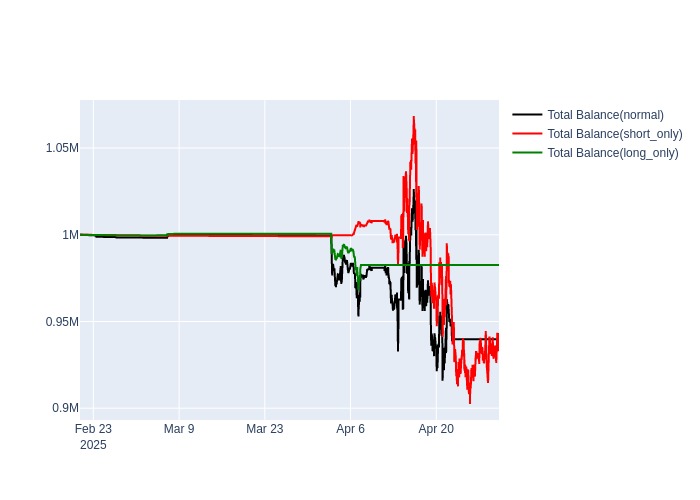 Total Balance(normal)
Total Balance(short_only)
Total Balance(long_only)
1.05M
1M
0.95M
0.9M
Feb 23
2025
Mar 9
Mar 23
Apr 6
Apr 20